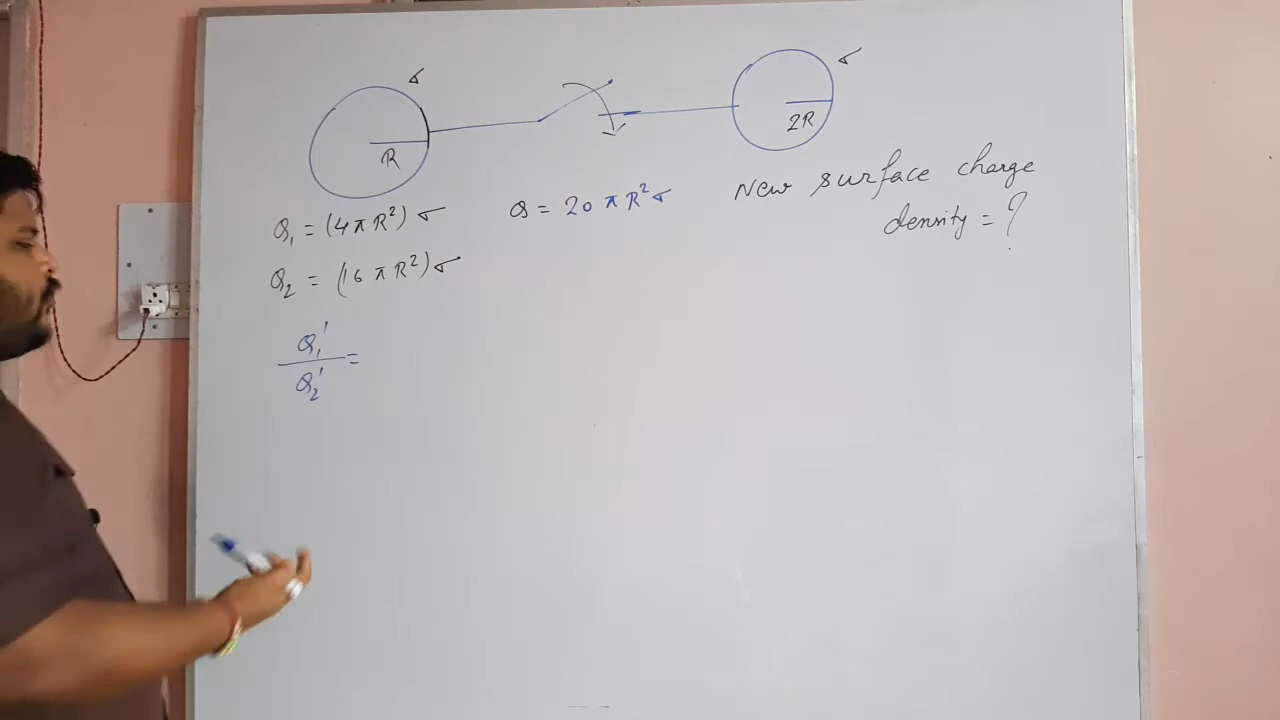 σ
σ
R
2R
Q₁ = (4πR²)σ
Q = 20πR²σ
New surface charge
density = ?
Q₂ = (16πR²)σ
Q₁'
Q₂'
=